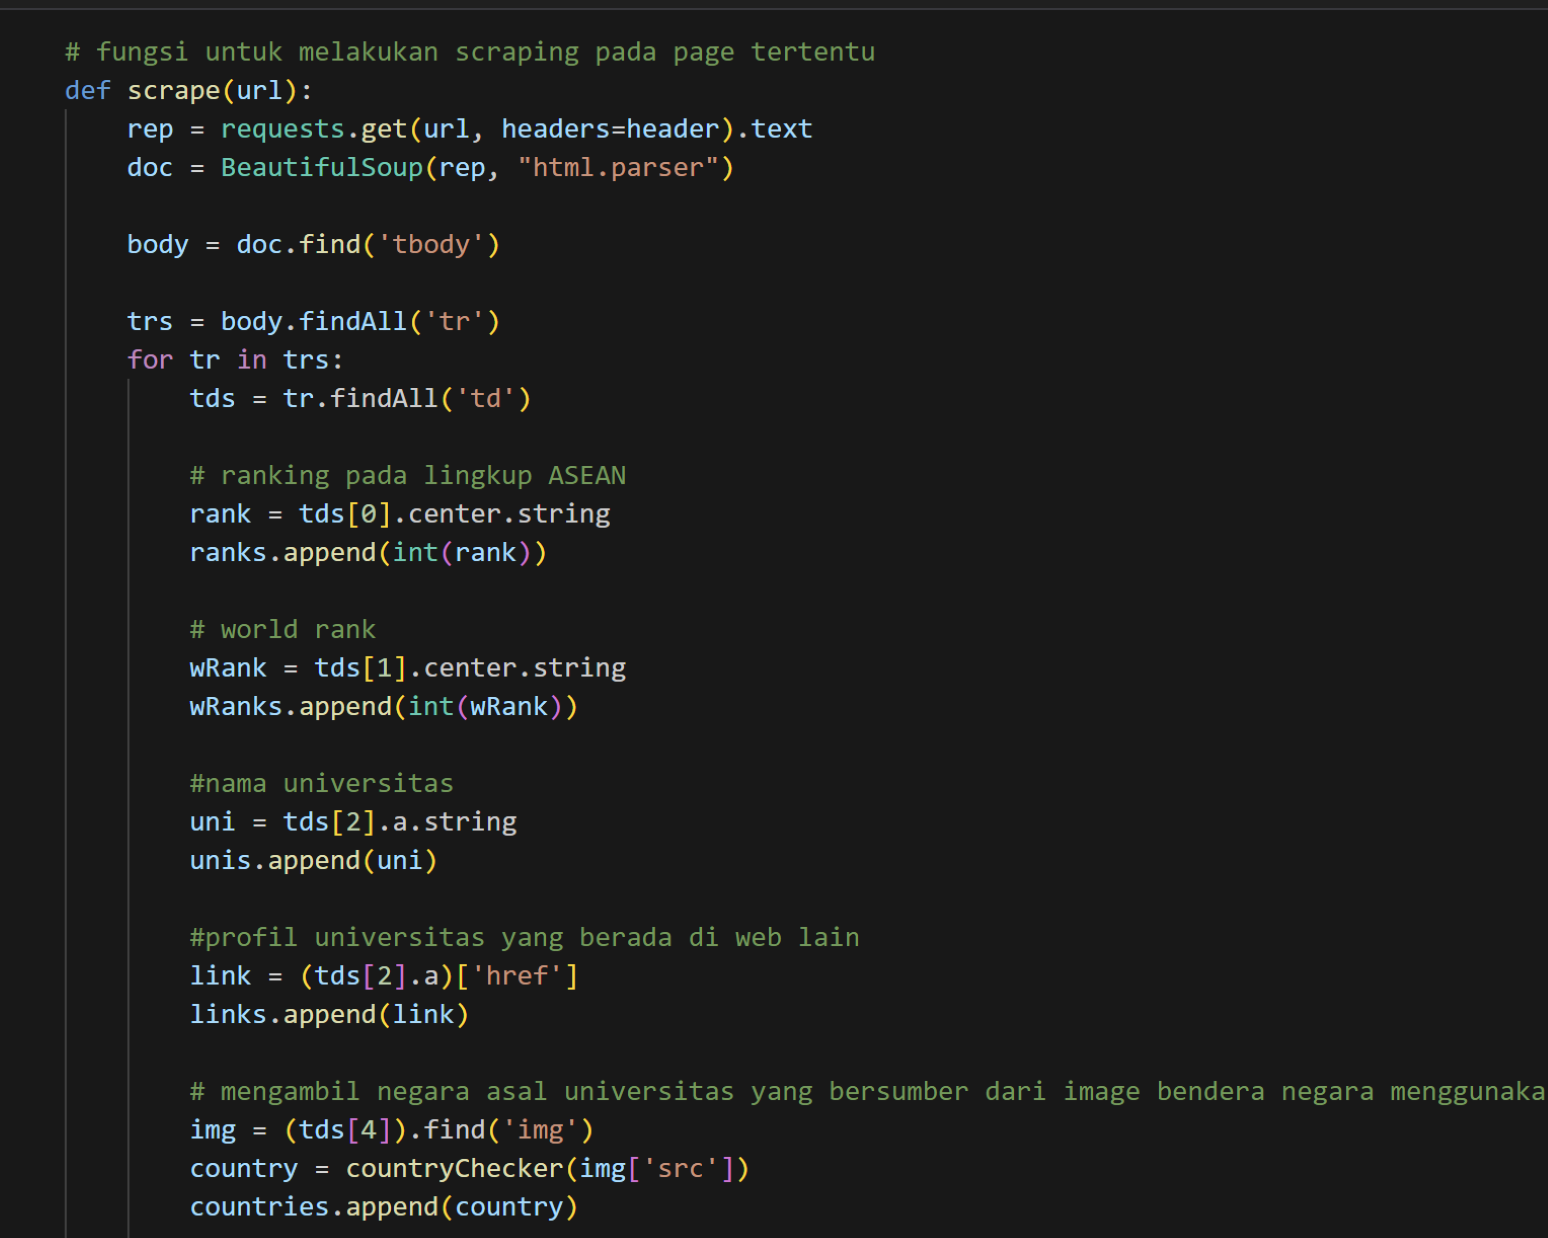 # fungsi untuk melakukan scraping pada page tertentu
def scrape(url):
    rep = requests.get(url, headers=header).text
    doc = BeautifulSoup(rep, "html.parser")

    body = doc.find('tbody')

    trs = body.findAll('tr')
    for tr in trs:
        tds = tr.findAll('td')

        # ranking pada lingkup ASEAN
        rank = tds[0].center.string
        ranks.append(int(rank))

        # world rank
        wRank = tds[1].center.string
        wRanks.append(int(wRank))

        #nama universitas
        uni = tds[2].a.string
        unis.append(uni)

        #profil universitas yang berada di web lain
        link = (tds[2].a)['href']
        links.append(link)

        # mengambil negara asal universitas yang bersumber dari image bendera negara menggunaka
        img = (tds[4]).find('img')
        country = countryChecker(img['src'])
        countries.append(country)